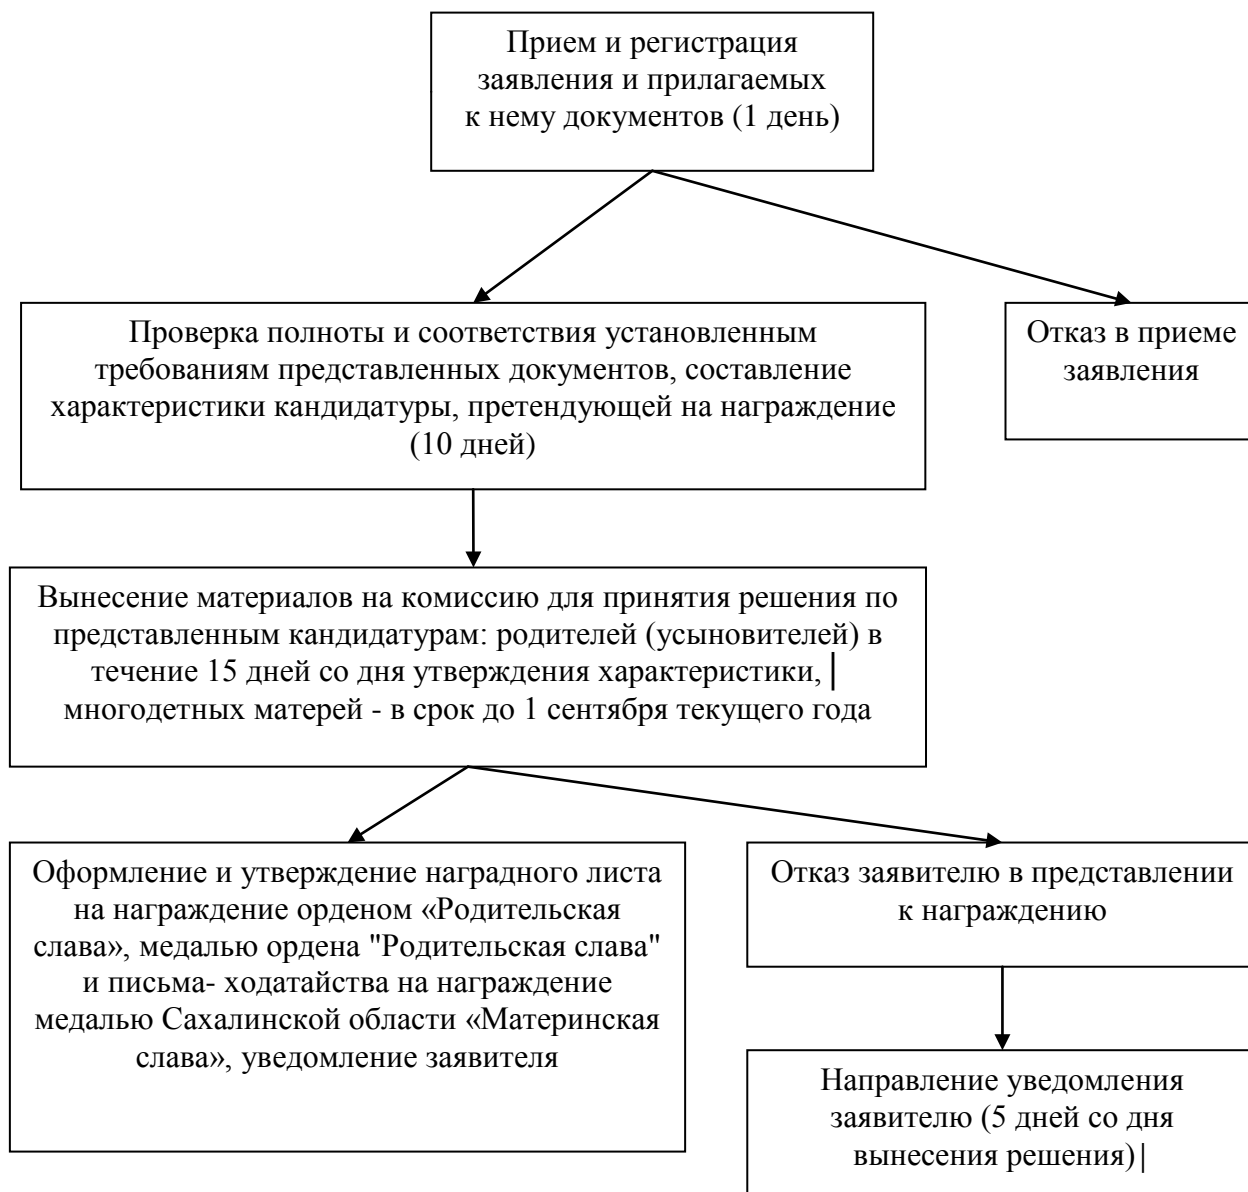 Прием и регистрация
заявления и прилагаемых
к нему документов (1 день)
Проверка полноты и соответствия установленным
требованиям представленных документов, составление
характеристики кандидатуры, претендующей на награждение
(10 дней)
Отказ в приеме
заявления
Вынесение материалов на комиссию для принятия решения по
представленным кандидатурам: родителей (усыновителей) в
течение 15 дней со дня утверждения характеристики, |
многодетных матерей - в срок до 1 сентября текущего года
Оформление и утверждение наградного листа
на награждение орденом «Родительская
слава», медалью ордена "Родительская слава"
и письма- ходатайства на награждение
медалью Сахалинской области «Материнская
слава», уведомление заявителя
Отказ заявителю в представлении
к награждению
Направление уведомления
заявителю (5 дней со дня
вынесения решения)|